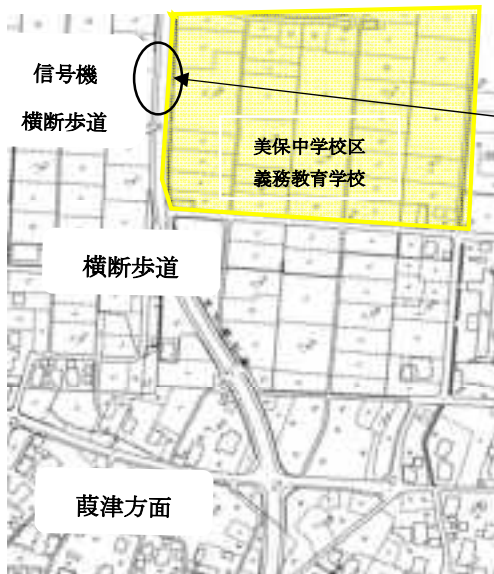 信号機
横断歩道
美保中学校区
義務教育学校
横断歩道
葭津方面